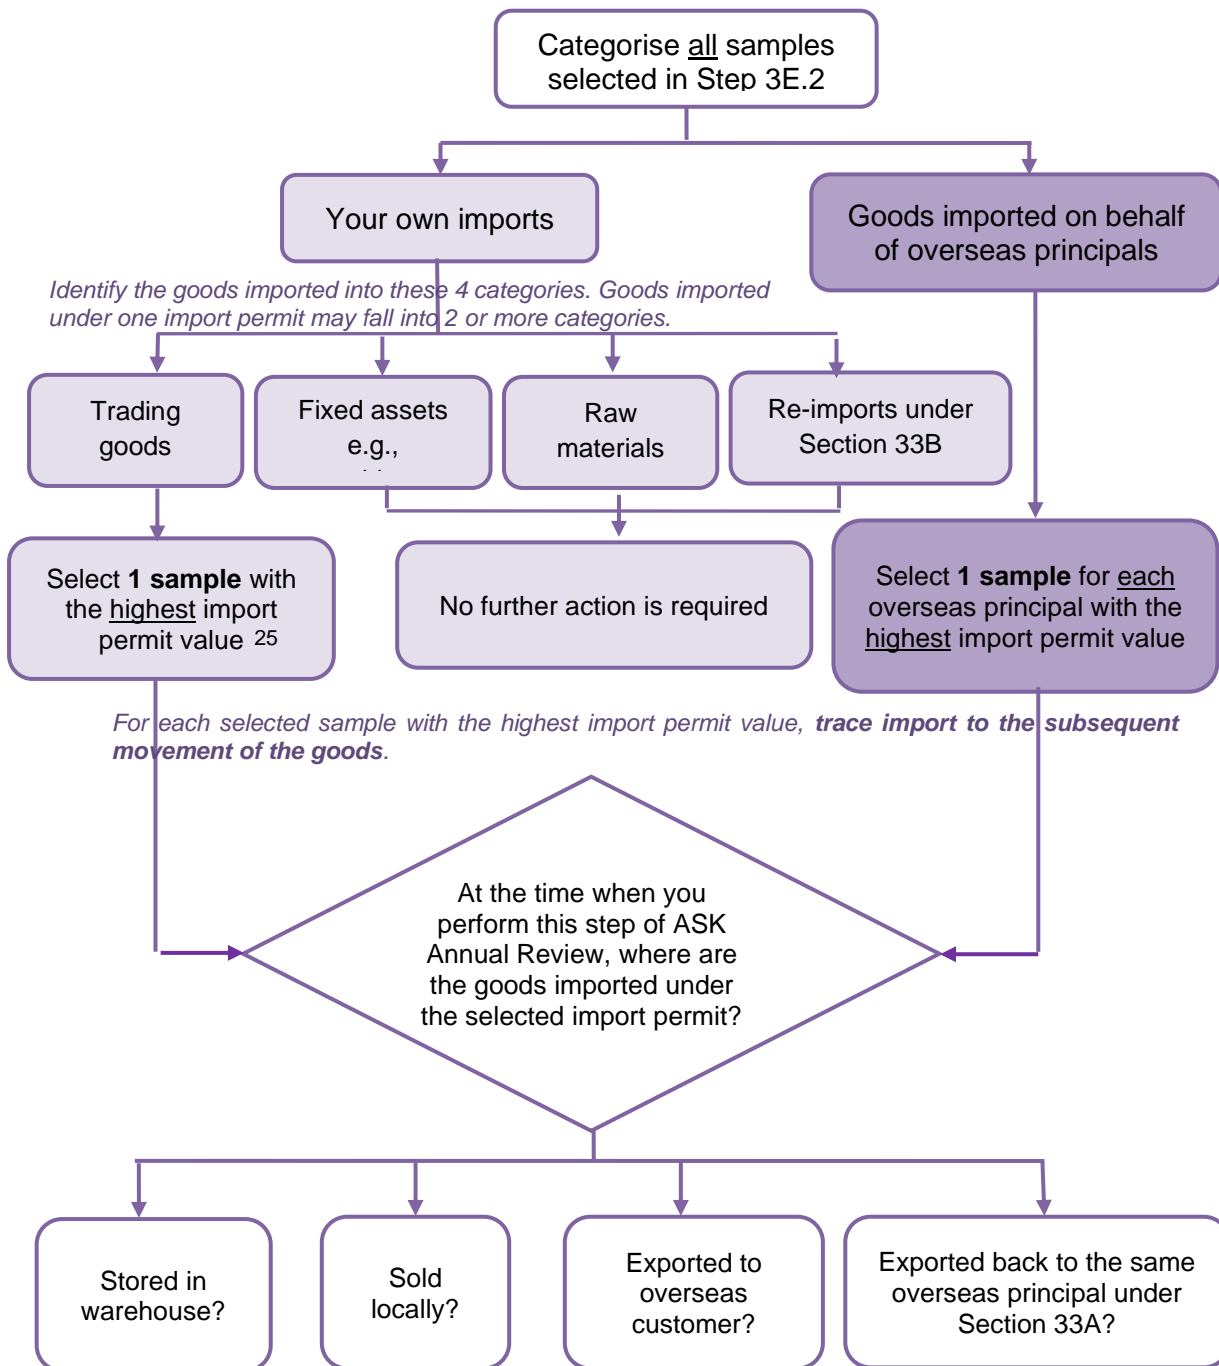 Categorise all samples
selected in Step 3E.2
Your own imports
Goods imported on behalf
of overseas principals
Identify the goods imported into these 4 categories. Goods imported
under one import permit may fall into 2 or more categories.
Trading
goods
Fixed assets
e.g.,
Raw
materials
Re-imports under
Section 33B
Select 1 sample with
the highest import
permit value 25
No further action is required
Select 1 sample for each
overseas principal with the
highest import permit value
For each selected sample with the highest import permit value, trace import to the subsequent
movement of the goods.
At the time when you
perform this step of ASK
Annual Review, where are
the goods imported under
the selected import permit?
Stored in
warehouse?
Sold
locally?
Exported to
overseas
customer?
Exported back to the same
overseas principal under
Section 33A?